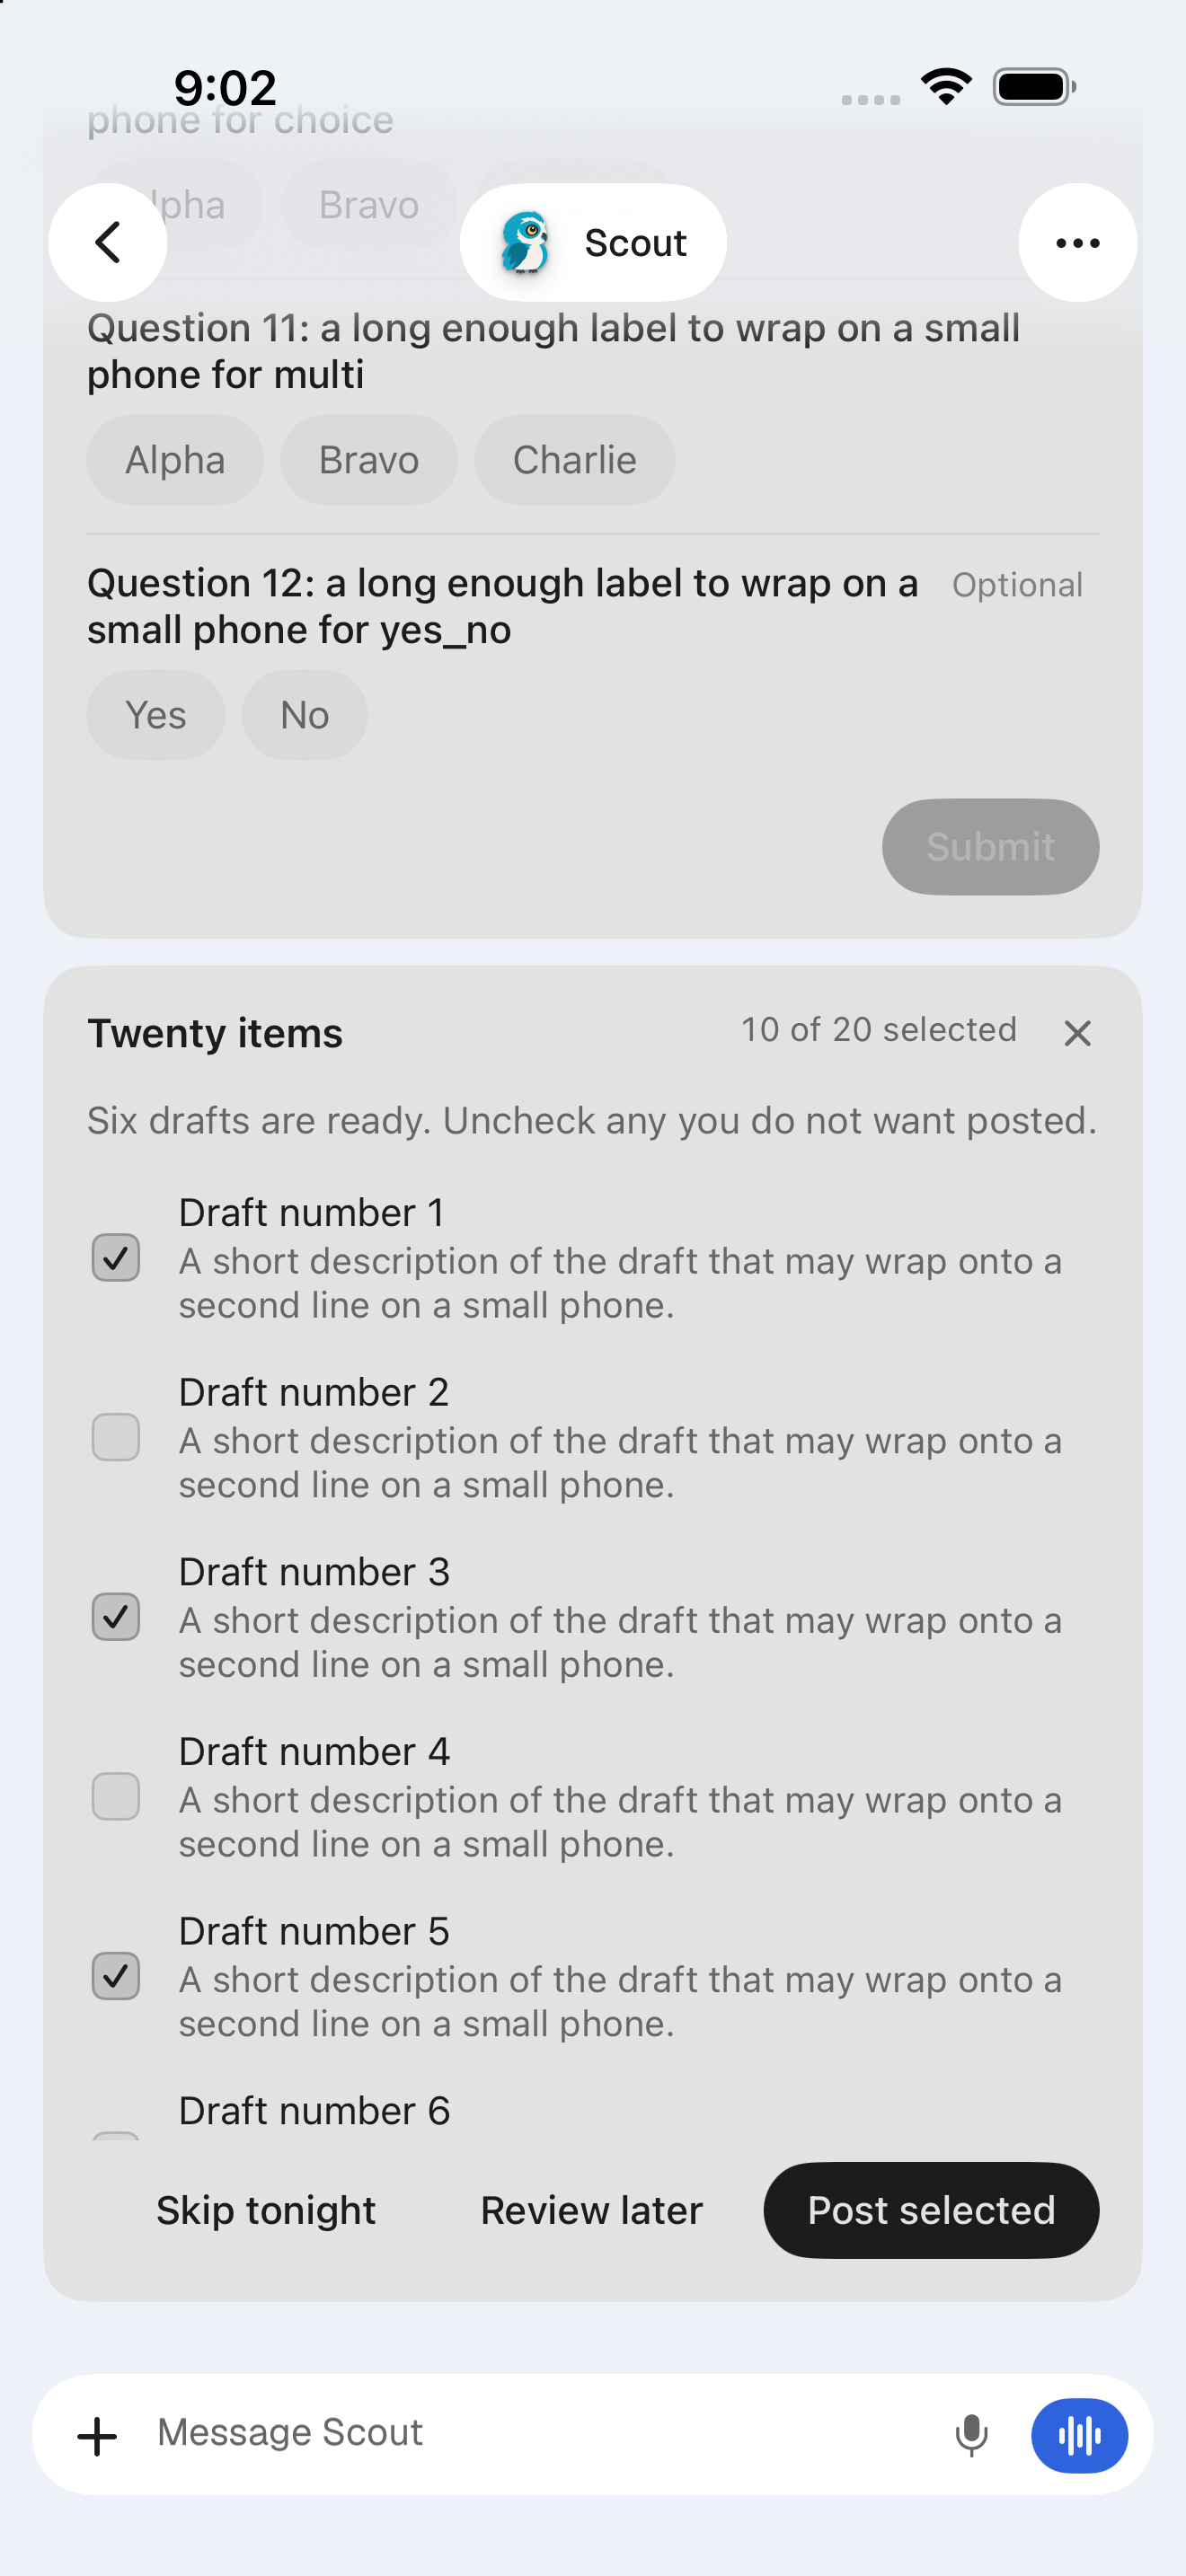 9:02
phone for choice
Alpha
Bravo
Scout
Question 11: a long enough label to wrap on a small
phone for multi
Alpha
Bravo
Charlie
Question 12: a long enough label to wrap on a
small phone for yes_no
Optional
Yes
No
Submit
Twenty items
10 of 20 selected
Six drafts are ready. Uncheck any you do not want posted.
Draft number 1
A short description of the draft that may wrap onto a
second line on a small phone.
Draft number 2
A short description of the draft that may wrap onto a
second line on a small phone.
Draft number 3
A short description of the draft that may wrap onto a
second line on a small phone.
Draft number 4
A short description of the draft that may wrap onto a
second line on a small phone.
Draft number 5
A short description of the draft that may wrap onto a
second line on a small phone.
Draft number 6
Skip tonight
Review later
Post selected
Message Scout